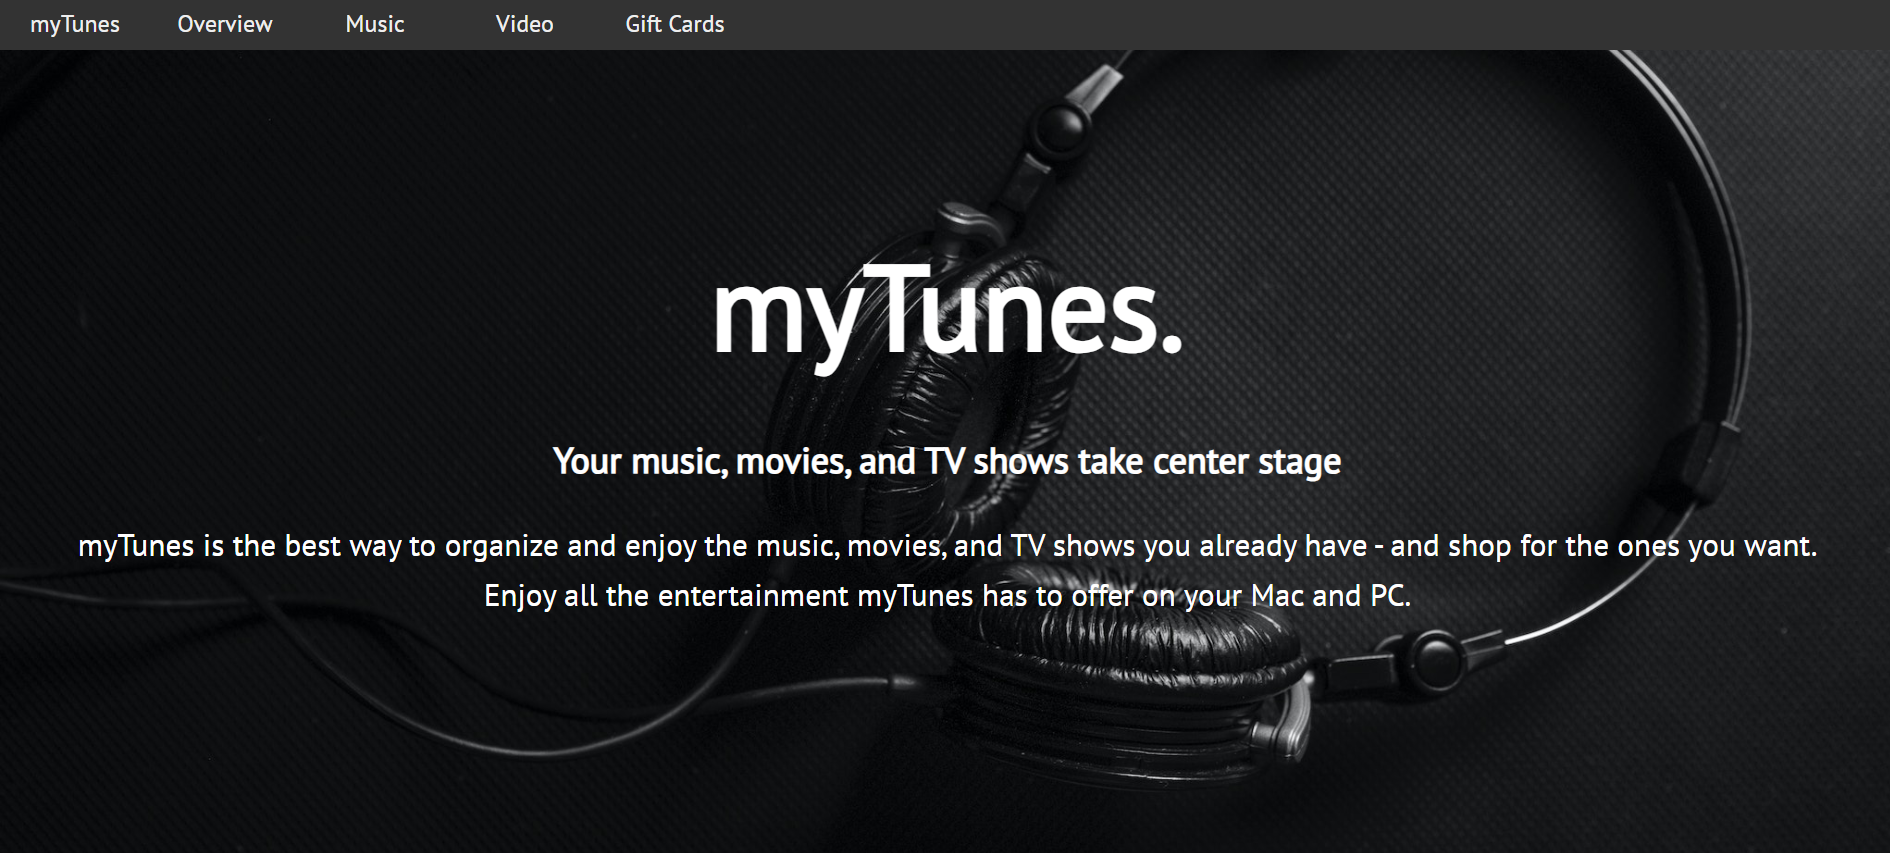 myTunes Overview Music Video Gift Cards
myTunes.
Your music, movies, and TV shows take center stage
myTunes is the best way to organize and enjoy the music, movies, and TV shows you already have - and shop for the ones you want.
Enjoy all the entertainment myTunes has to offer on your Mac and PC.